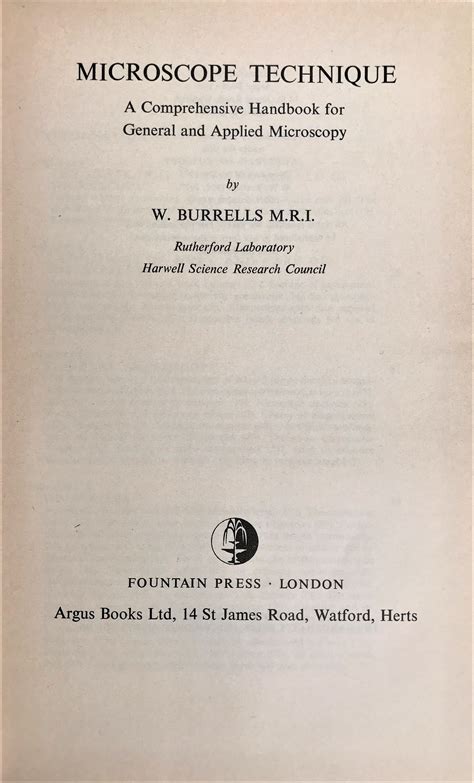 MICROSCOPE TECHNIQUE
A Comprehensive Handbook for
General and Applied Microscopy
by
W. BURRELLS M.R.I.
Rutherford Laboratory
Harwell Science Research Council
FOUNTAIN PRESS · LONDON
Argus Books Ltd, 14 St James Road, Watford, Herts